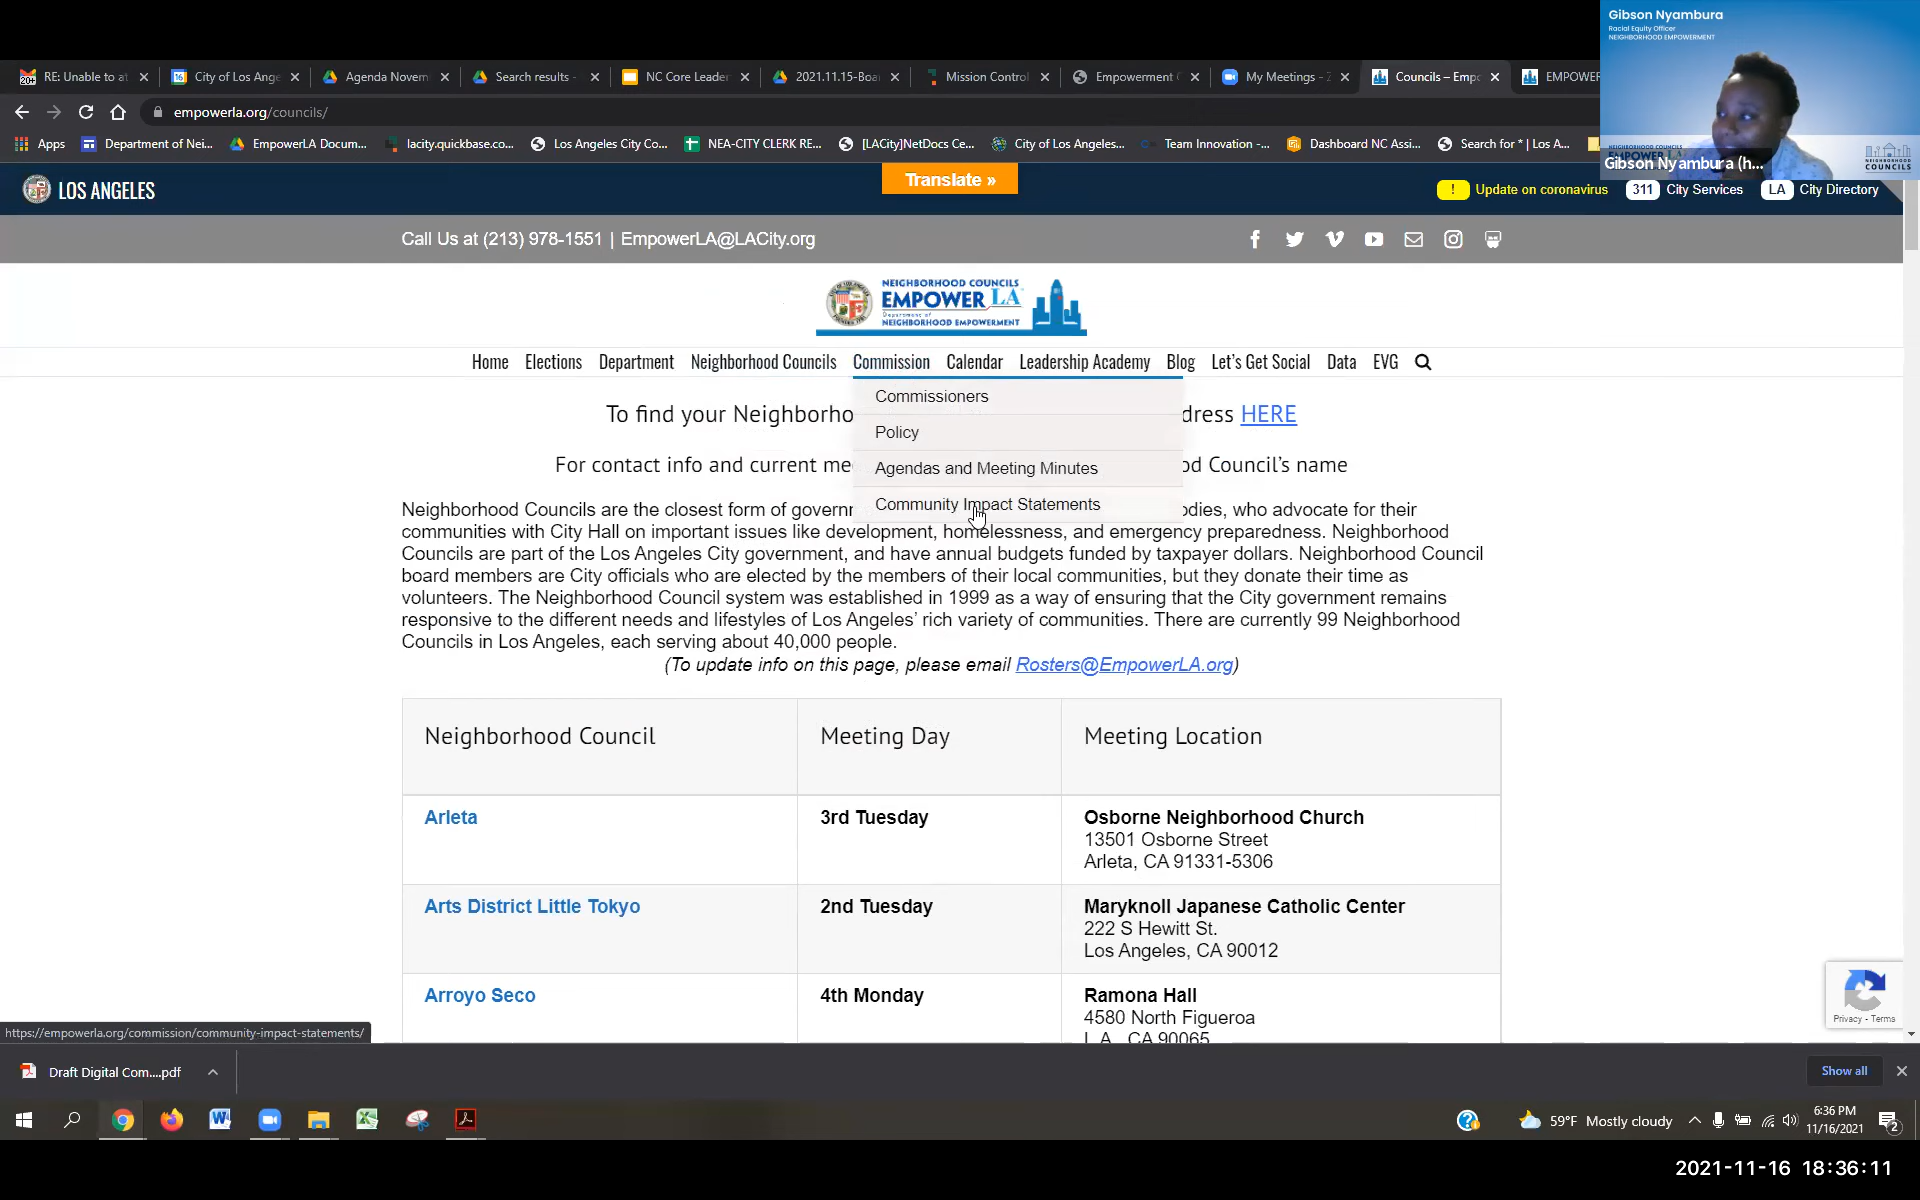 Gibson Nyambura
Racial Equity Officer
NEIGHBORHOOD EMPOWERMENT
RE: Unable to at
City of Los Ange
Agenda Novem
Search results -
NC Core Leader
2021.11.15-Boa
Mission Control
Empowerment C
My Meetings - Z
Councils – Emp
EMPOWER
empowerla.org/councils/
Apps
Department of Nei...
EmpowerLA Docum...
lacity.quickbase.co...
Los Angeles City Co...
NEA-CITY CLERK RE...
[LACity]NetDocs Ce...
City of Los Angeles...
Team Innovation -...
Dashboard NC Assi...
Search for * | Los A...
Gibson Nyambura (h...
NEIGHBORHOOD
COUNCILS
LOS ANGELES
Translate »
! Update on coronavirus
311 City Services
LA City Directory
Call Us at (213) 978-1551 | EmpowerLA@LACity.org
NEIGHBORHOOD COUNCILS
EMPOWER LA
Department of
NEIGHBORHOOD EMPOWERMENT
Home Elections Department Neighborhood Councils Commission Calendar Leadership Academy Blog Let's Get Social Data EVG
Commissioners
Policy
Agendas and Meeting Minutes
Community Impact Statements
To find your Neighborho dress HERE
For contact info and current me od Council's name
Neighborhood Councils are the closest form of governm odies, who advocate for their
communities with City Hall on important issues like development, homelessness, and emergency preparedness. Neighborhood
Councils are part of the Los Angeles City government, and have annual budgets funded by taxpayer dollars. Neighborhood Council
board members are City officials who are elected by the members of their local communities, but they donate their time as
volunteers. The Neighborhood Council system was established in 1999 as a way of ensuring that the City government remains
responsive to the different needs and lifestyles of Los Angeles' rich variety of communities. There are currently 99 Neighborhood
Councils in Los Angeles, each serving about 40,000 people.
(To update info on this page, please email Rosters@EmpowerLA.org)
Neighborhood Council Meeting Day Meeting Location
Arleta 3rd Tuesday Osborne Neighborhood Church
13501 Osborne Street
Arleta, CA 91331-5306
Arts District Little Tokyo 2nd Tuesday Maryknoll Japanese Catholic Center
222 S Hewitt St.
Los Angeles, CA 90012
Arroyo Seco 4th Monday Ramona Hall
4580 North Figueroa
L.A., CA 90065
Privacy - Terms
https://empowerla.org/commission/community-impact-statements/
Draft Digital Com....pdf
Show all
59°F Mostly cloudy
6:36 PM
11/16/2021
2
2021-11-16 18:36:11